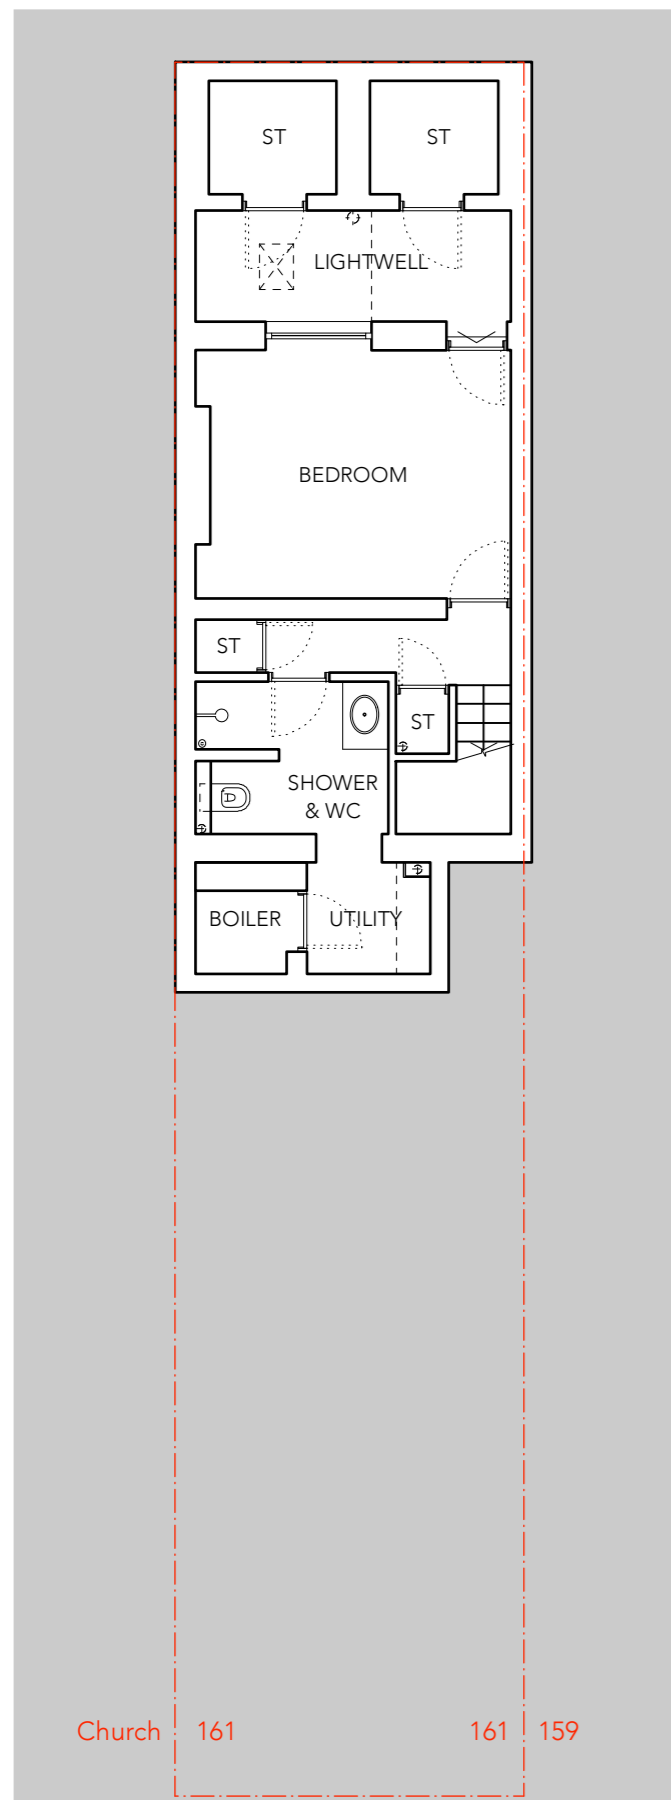 ST
ST
LIGHTWELL
BEDROOM
ST
ST
SHOWER
& WC
BOILER
UTILITY
Church 161 161 159